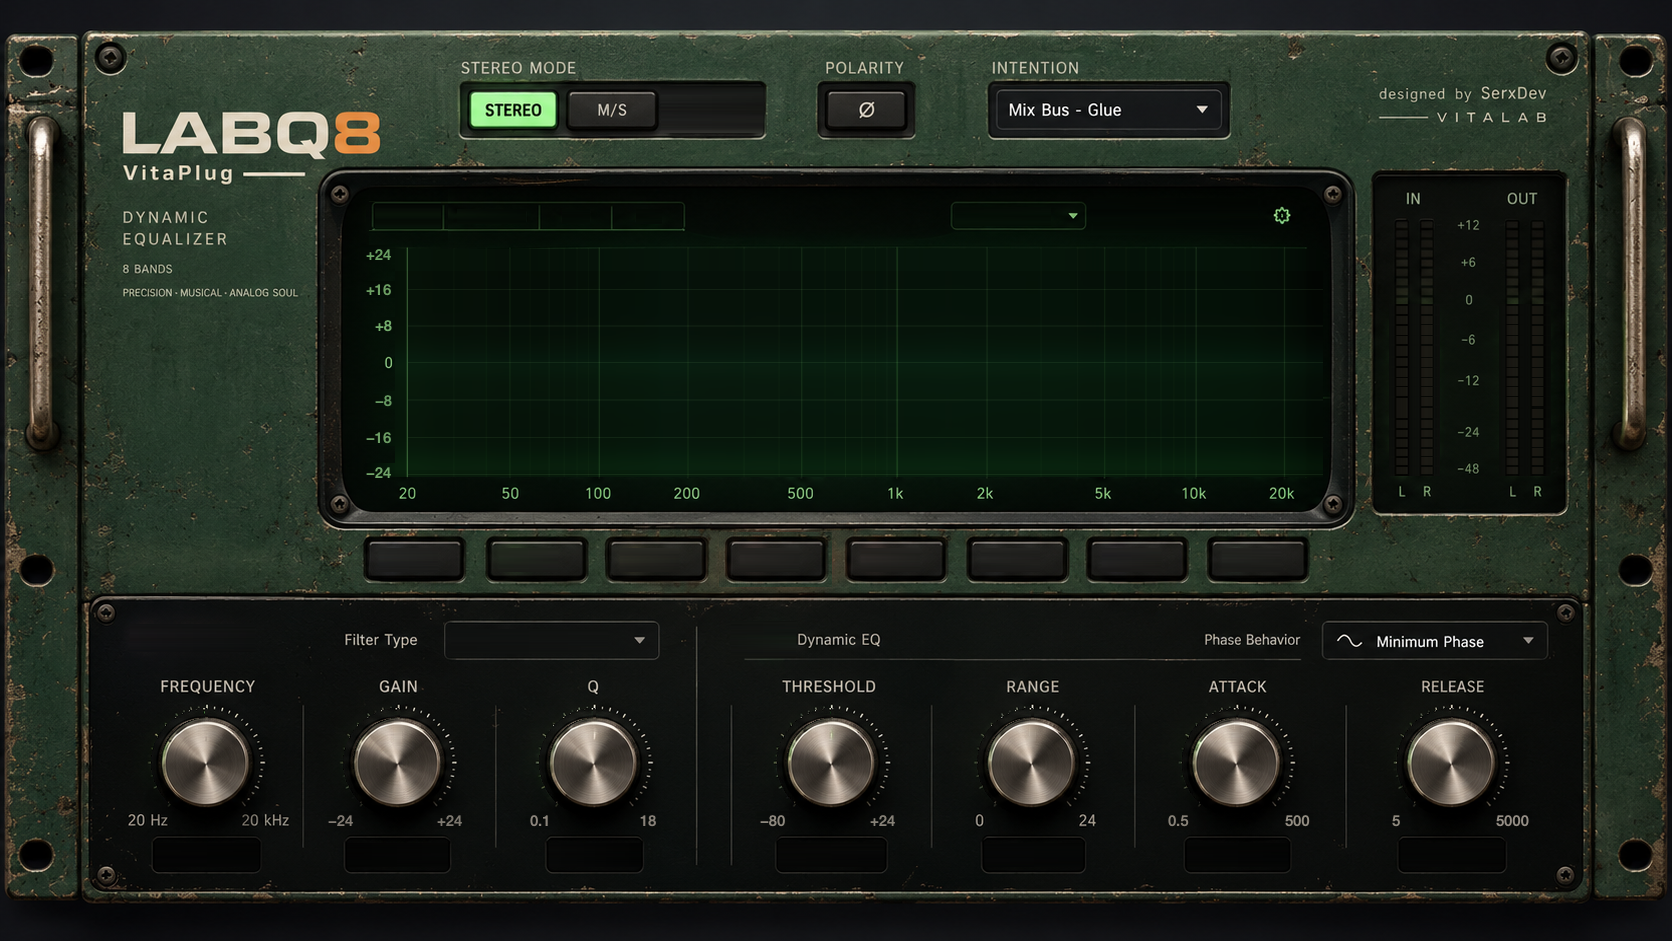 STEREO MODE
POLARITY
INTENTION
STEREO
M/S
Ø
Mix Bus - Glue
designed by SerxDev
VITALAB
LABQ8
VitaPlug
DYNAMIC
EQUALIZER
8 BANDS
PRECISION · MUSICAL · ANALOG SOUL
+24
+16
+8
0
−8
−16
−24
20 50 100 200 500 1k 2k 5k 10k 20k
IN OUT
+12
+6
0
−6
−12
−24
−48
L R L R
Filter Type
Dynamic EQ
Phase Behavior
Minimum Phase
FREQUENCY GAIN Q THRESHOLD RANGE ATTACK RELEASE
20 Hz 20 kHz −24 +24 0.1 18 −80 +24 0 24 0.5 500 5 5000